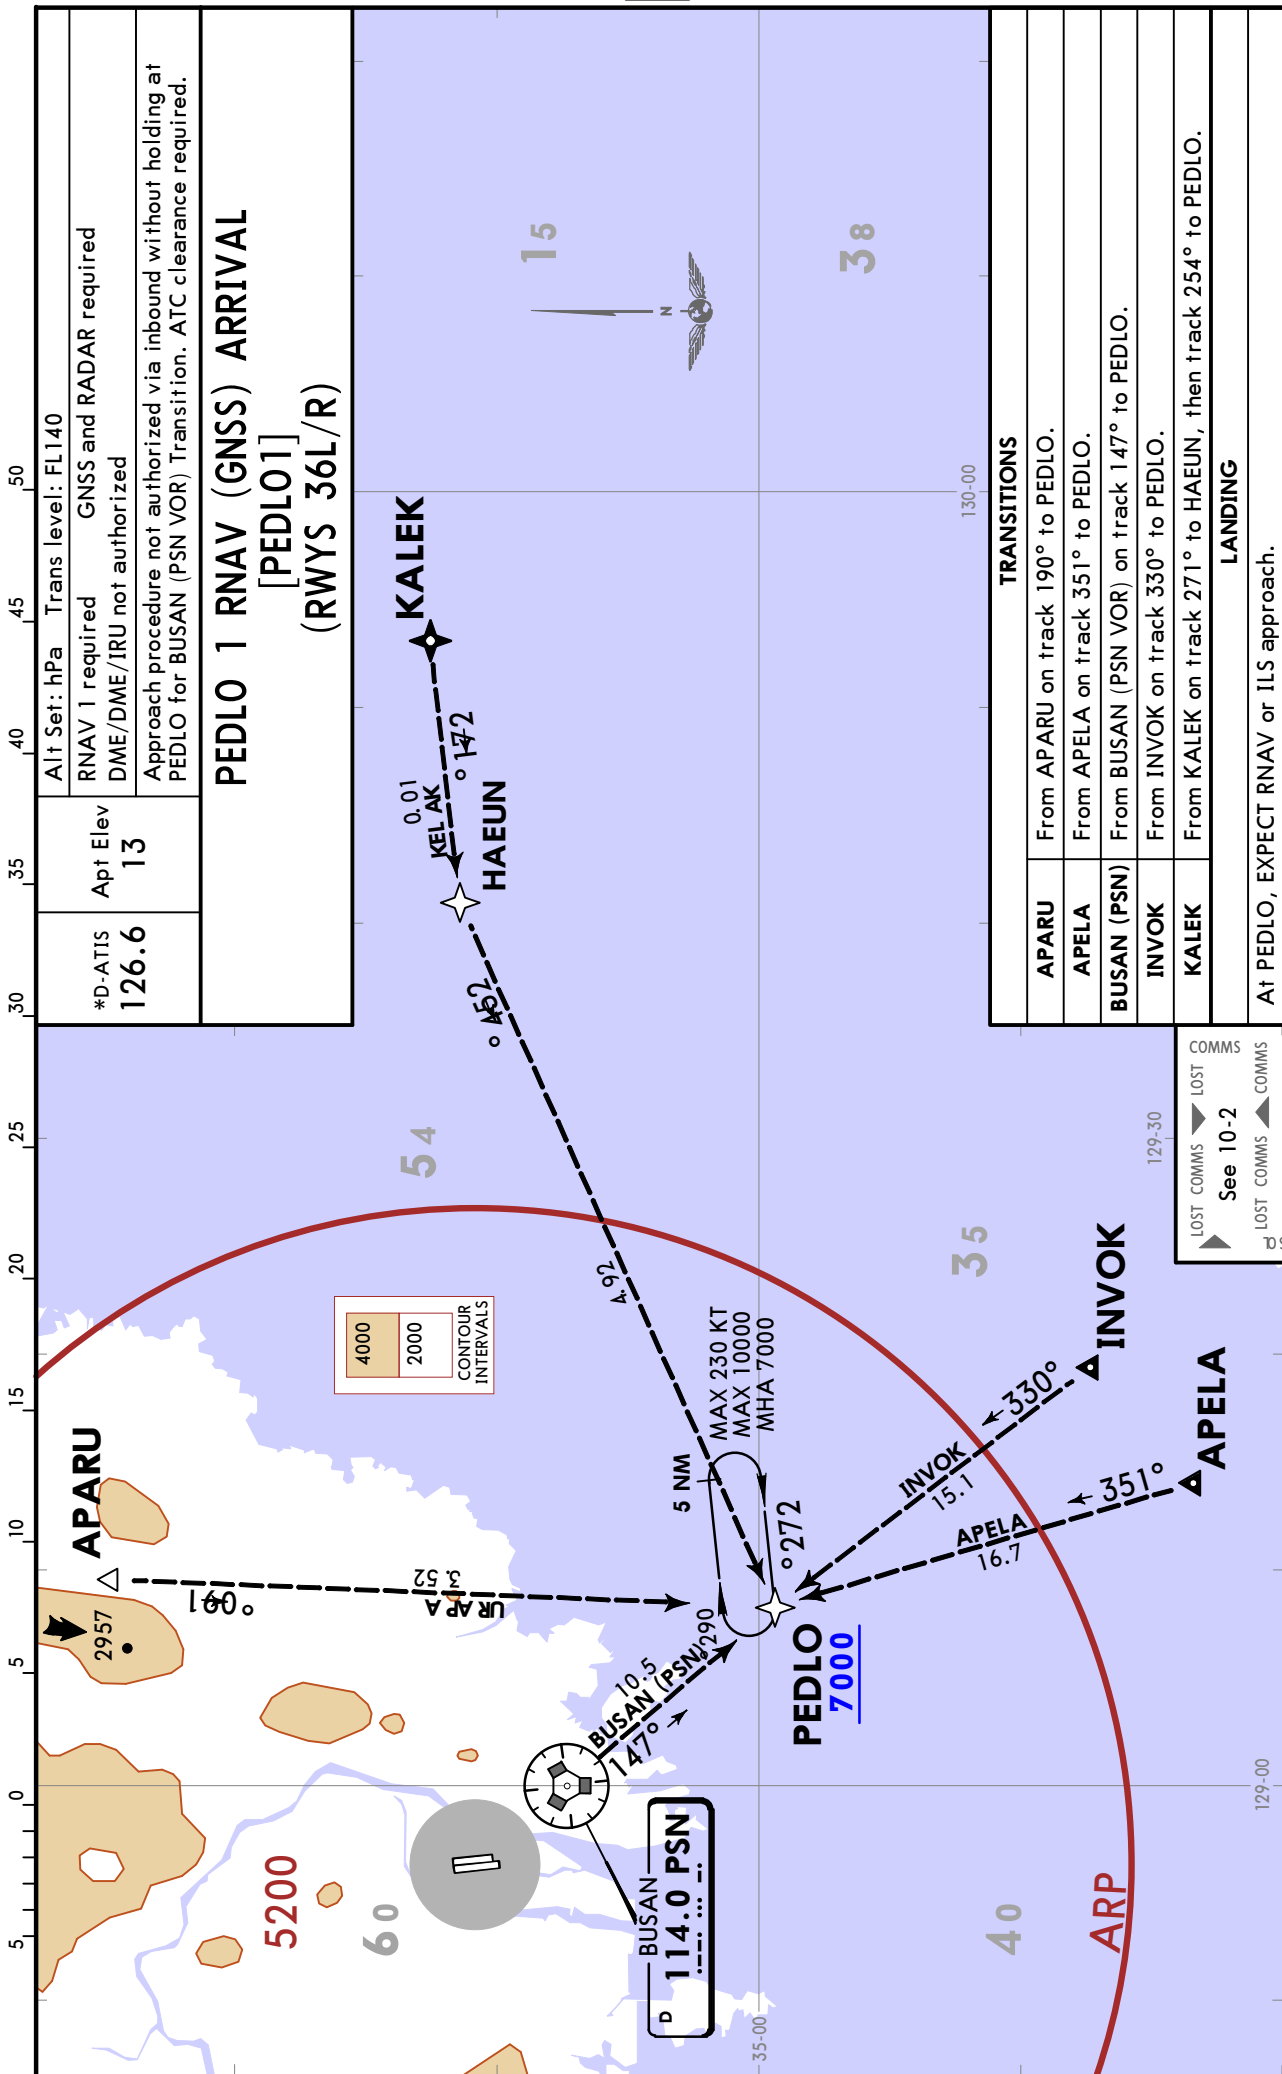 *D-ATIS
126.6
Apt Elev
13
Alt Set: hPa Trans level: FL140
RNAV 1 required GNSS and RADAR required
DME/DME/IRU not authorized
Approach procedure not authorized via inbound without holding at
PEDLO for BUSAN (PSN VOR) Transition. ATC clearance required.
PEDLO 1 RNAV (GNSS) ARRIVAL
[PEDLO1]
(RWYS 36L/R)
5 0 5 10 15 20 25 30 35 40 45 50
APARU
2957
°091
3.52
UR AP A
4000
2000
CONTOUR
INTERVALS
5200
60
54
15
38
35
40
KALEK
0.01
KEL AK
°172
HAEUN
°452
4.92
N
BUSAN
D 114.0 PSN
147°
BUSAN (PSN)
10.5
°290
5 NM
MAX 230 KT
MAX 10000
MHA 7000
°272
PEDLO
7000
INVOK
15.1
330°
INVOK
APELA
16.7
351°
APELA
ARP
35-00
129-00
129-30
130-00
TRANSITIONS
APARU From APARU on track 190° to PEDLO.
APELA From APELA on track 351° to PEDLO.
BUSAN (PSN) From BUSAN (PSN VOR) on track 147° to PEDLO.
INVOK From INVOK on track 330° to PEDLO.
KALEK From KALEK on track 271° to HAEUN, then track 254° to PEDLO.
LANDING
At PEDLO, EXPECT RNAV or ILS approach.
LOST COMMS LOST COMMS
See 10-2
LOST COMMS COMMS